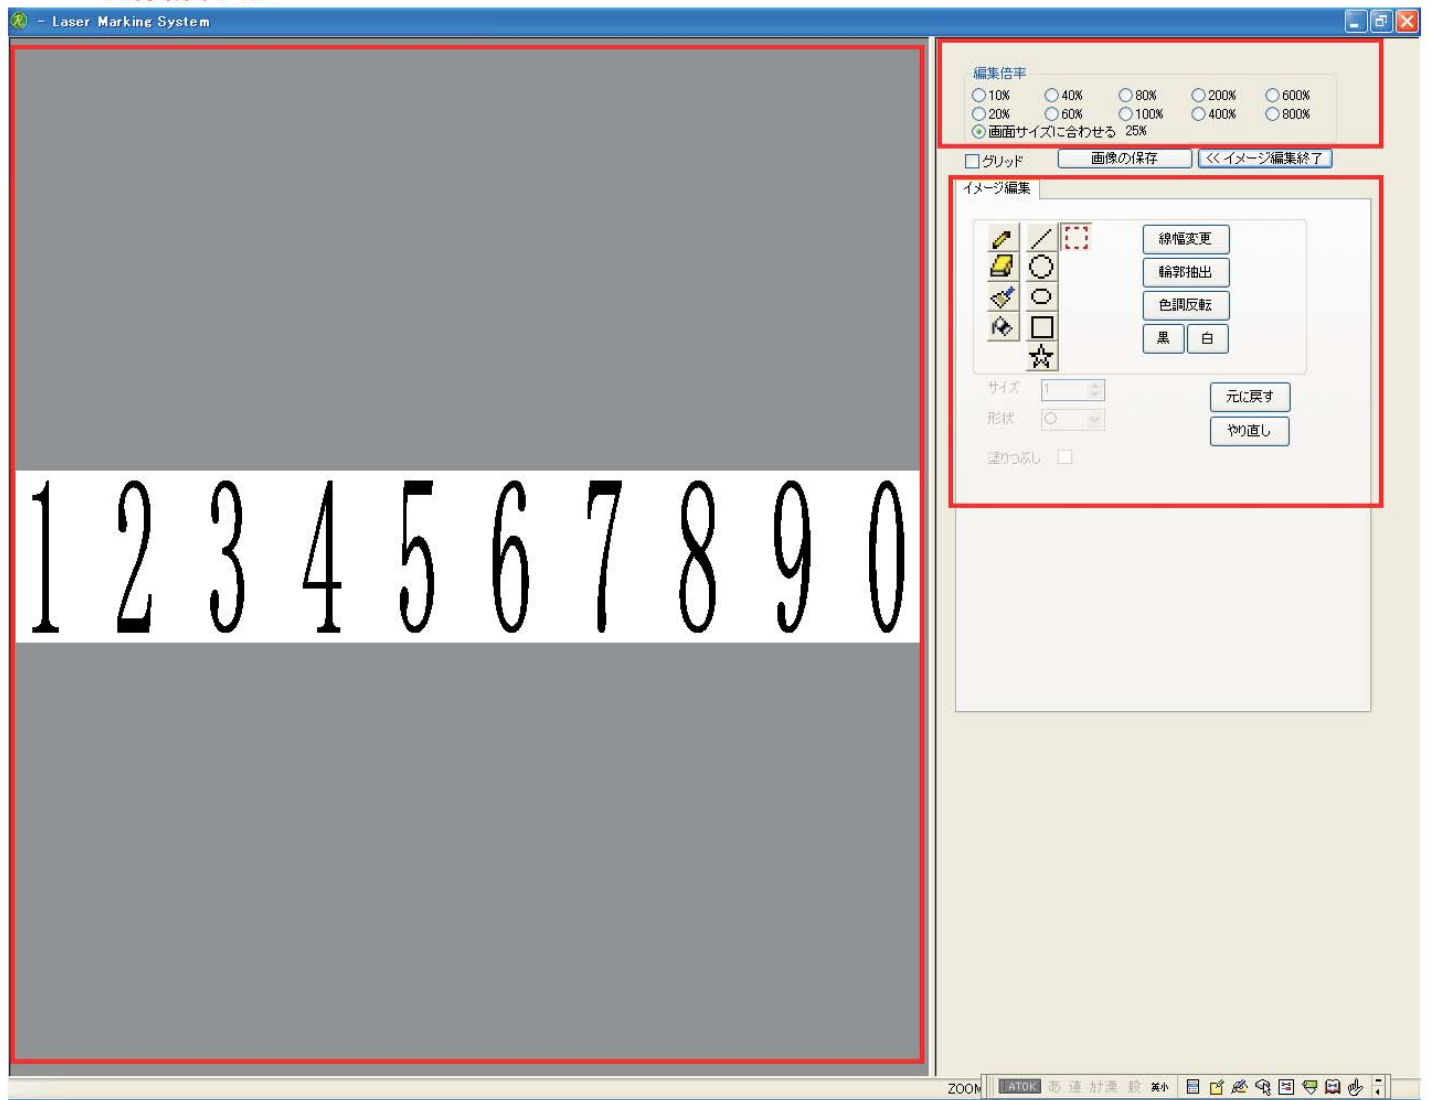 - Laser Marking System
編集倍率
10% 40% 80% 200% 600%
20% 60% 100% 400% 800%
画面サイズに合わせる 25%
グリッド 画像の保存 << イメージ編集終了
イメージ編集
線幅変更
輪郭抽出
色調反転
黒 白
サイズ 1
元に戻す
形状
やり直し
塗りつぶし
1 2 3 4 5 6 7 8 9 0
ZOOM ATOK あ 連 英小